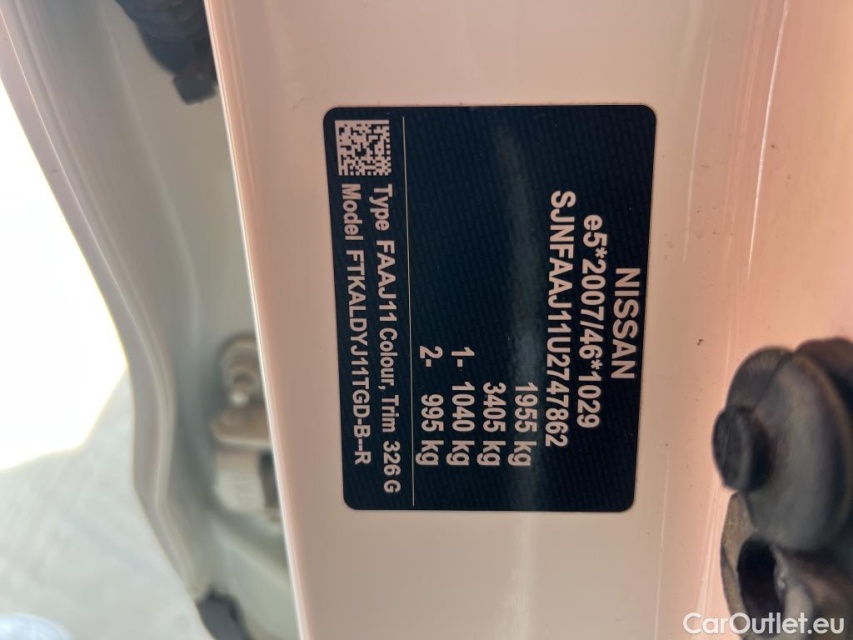 NISSAN
e5*2007/46*1029
SJNFAAJ11U2747862
1955 kg
3405 kg
1- 1040 kg
2- 995 kg
Type FAAJ11 Colour, Trim 326 G
Model FTKALDYJ11TGD-B--R
CarOutlet.eu